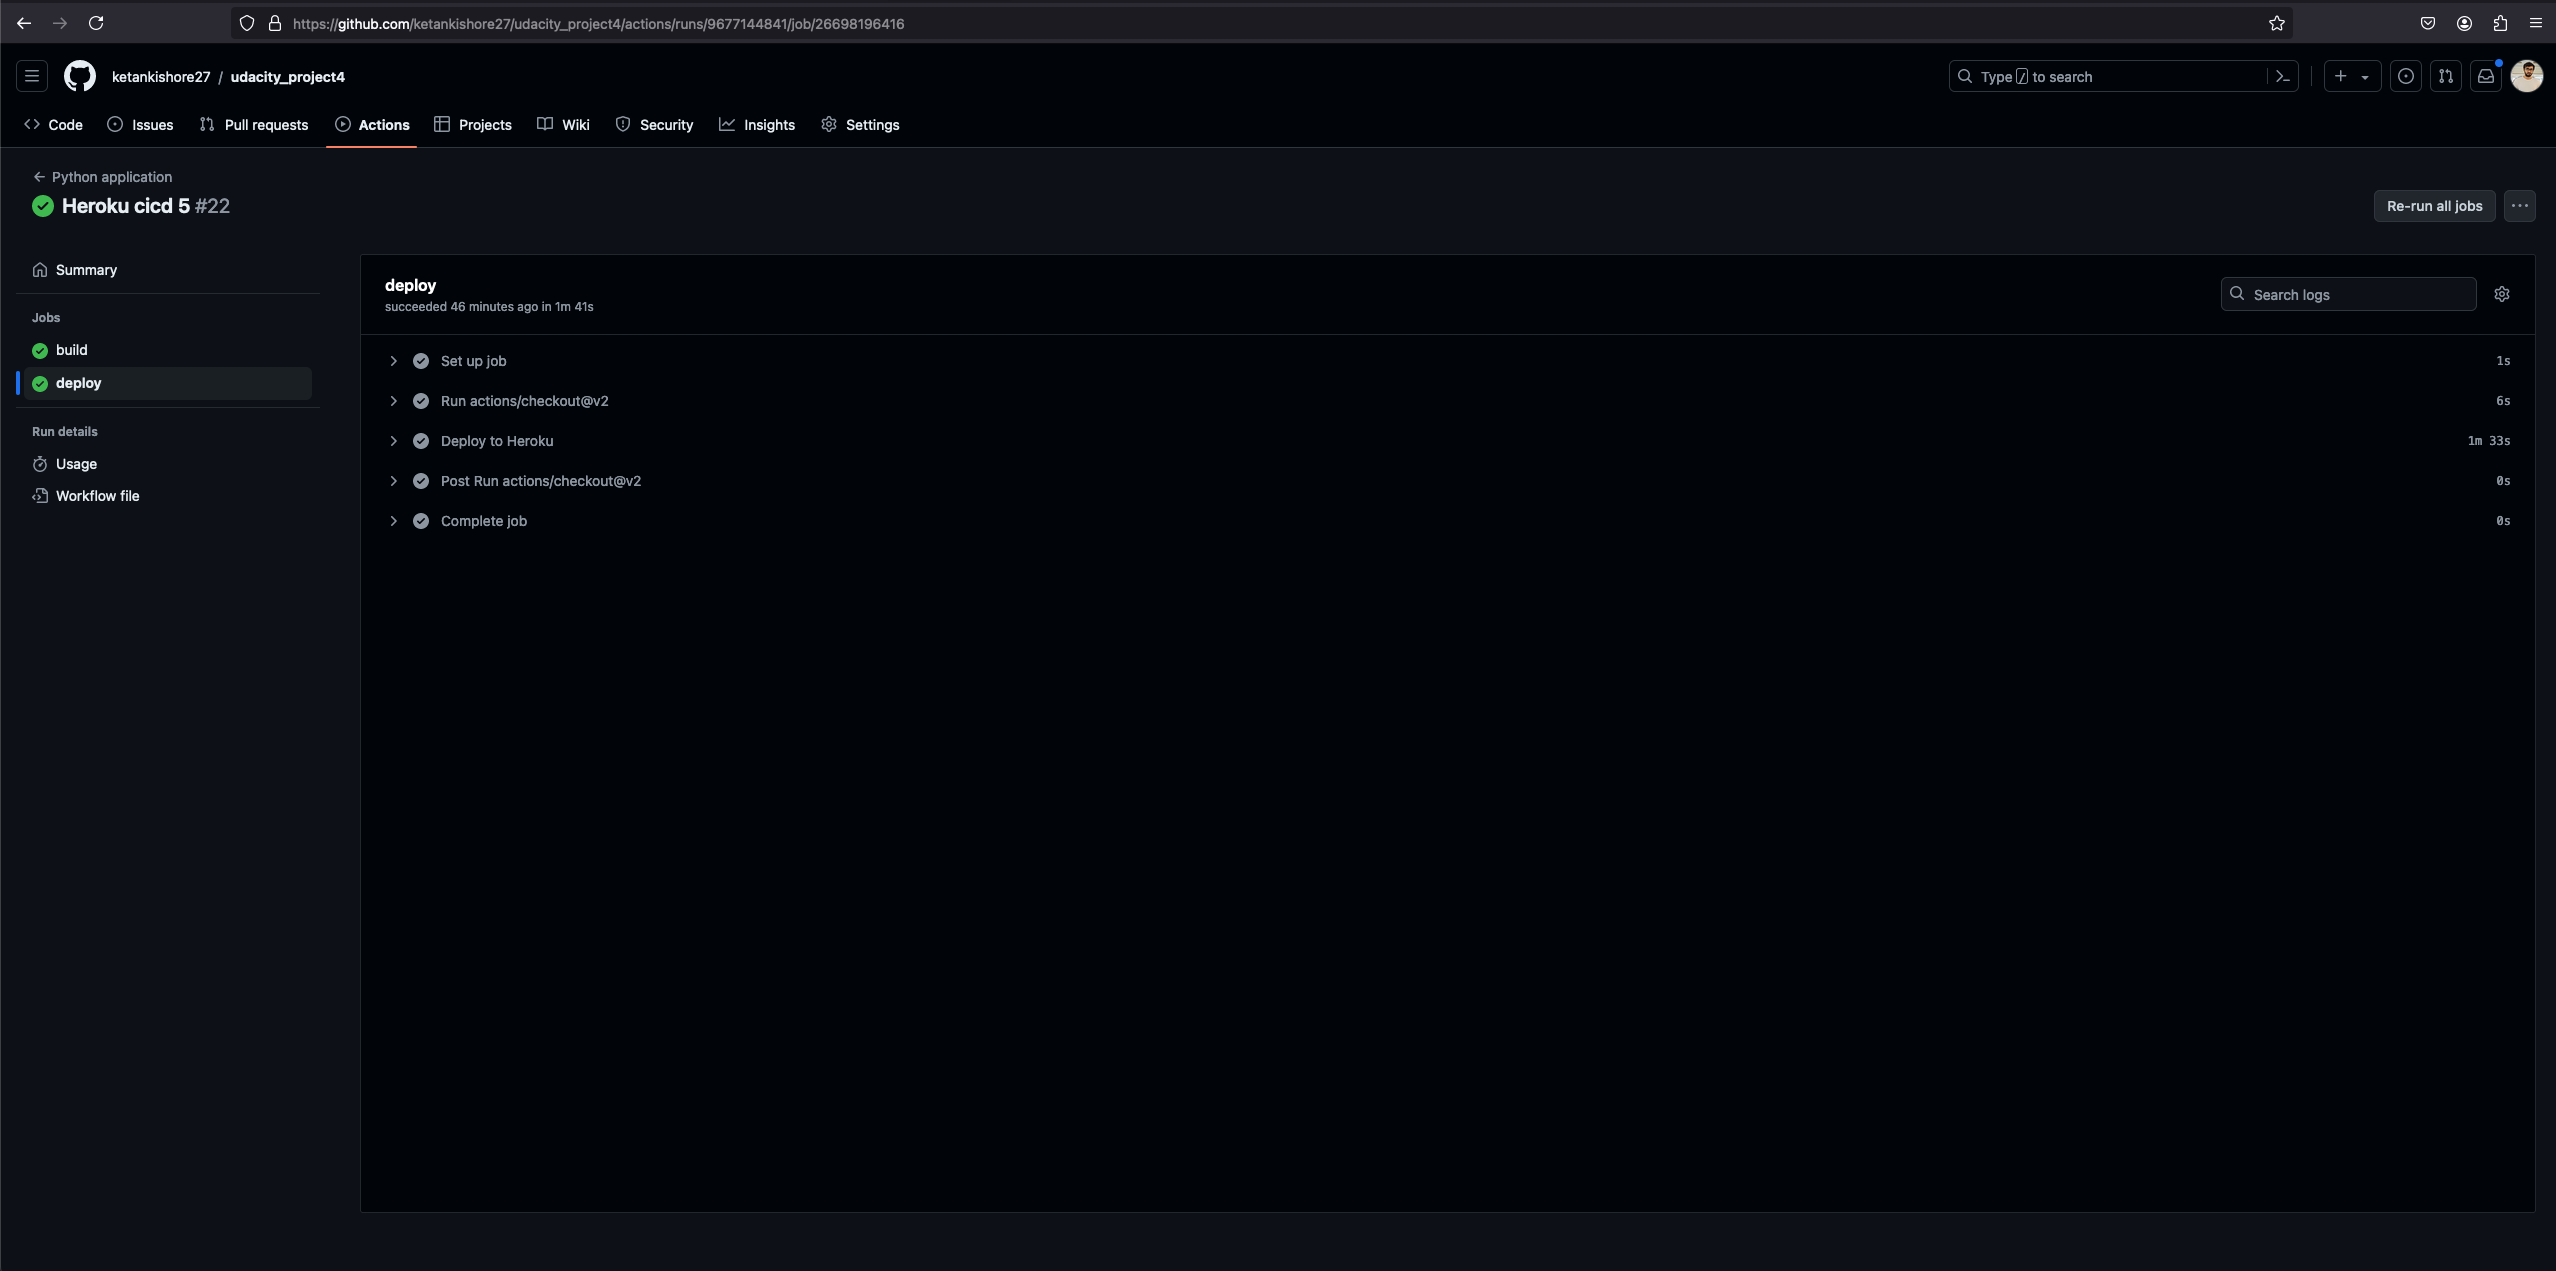 https://github.com/ketankishore27/udacity_project4/actions/runs/9677144841/job/26698196416
ketankishore27 / udacity_project4
Type / to search
Code Issues Pull requests Actions Projects Wiki Security Insights Settings
Python application
Heroku cicd 5 #22
Re-run all jobs
Summary
Jobs
build
deploy
Run details
Usage
Workflow file
deploy
succeeded 46 minutes ago in 1m 41s
Search logs
Set up job 1s
Run actions/checkout@v2 6s
Deploy to Heroku 1m 33s
Post Run actions/checkout@v2 0s
Complete job 0s